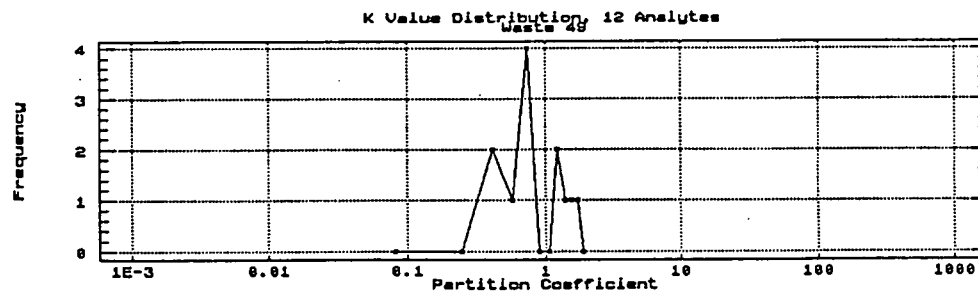 K Value Distribution, 12 Analytes
Waste 49
Frequency
4
3
2
1
0
1E-3 0.01 0.1 1 10 100 1000
Partition Coefficient